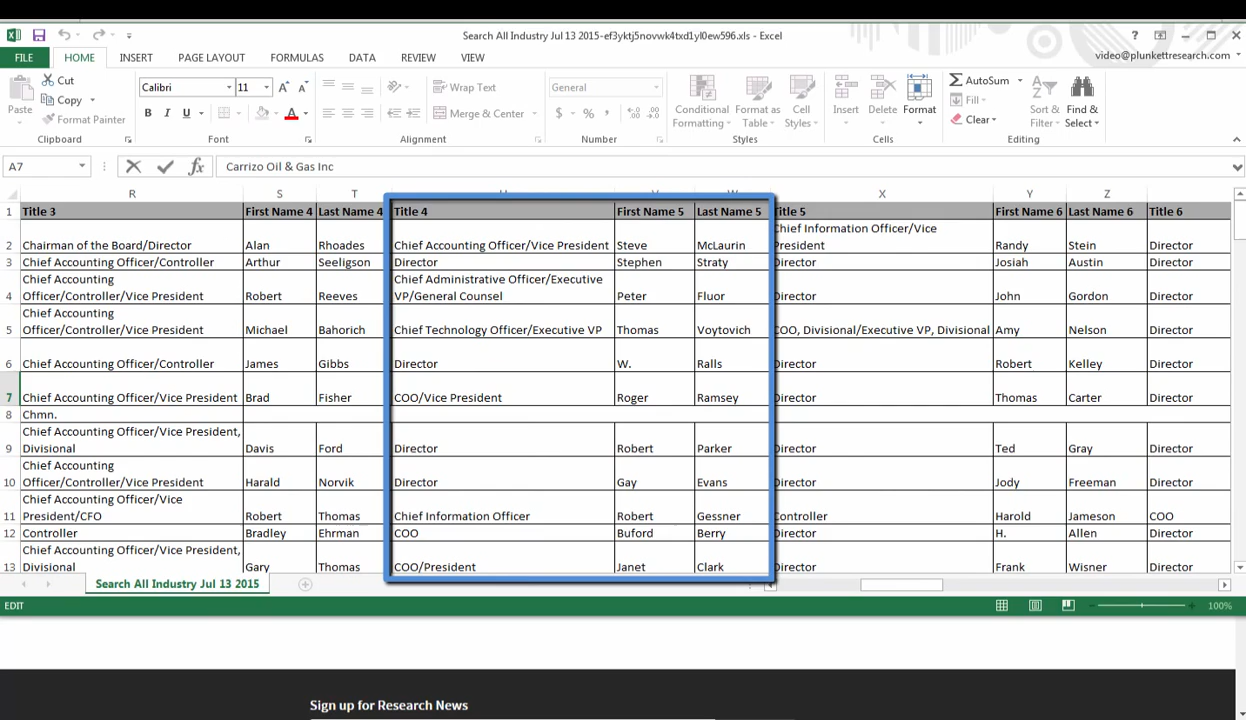 Search All Industry Jul 13 2015-ef3yktj5novwk4txd1yl0ew596.xls - Excel
FILE HOME INSERT PAGE LAYOUT FORMULAS DATA REVIEW VIEW video@plunkettresearch.com
Cut
Copy
Format Painter
Paste
Clipboard
Calibri 11
B I U
Font
Wrap Text
Merge & Center
Alignment
General
$ % ,
Number
Conditional Formatting
Format as Table
Cell Styles
Styles
Insert Delete Format
Cells
AutoSum
Fill
Clear
Sort & Filter
Find & Select
Editing
A7 fx Carrizo Oil & Gas Inc
R S T X Y Z
1 Title 3 First Name 4 Last Name 4 Title 4 First Name 5 Last Name 5 Title 5 First Name 6 Last Name 6 Title 6
2 Chairman of the Board/Director Alan Rhoades Chief Accounting Officer/Vice President Steve McLaurin Chief Information Officer/Vice President Randy Stein Director
3 Chief Accounting Officer/Controller Arthur Seeligson Director Stephen Straty Director Josiah Austin Director
4 Chief Accounting Officer/Controller/Vice President Robert Reeves Chief Administrative Officer/Executive VP/General Counsel Peter Fluor Director John Gordon Director
5 Chief Accounting Officer/Controller/Vice President Michael Bahorich Chief Technology Officer/Executive VP Thomas Voytovich COO, Divisional/Executive VP, Divisional Amy Nelson Director
6 Chief Accounting Officer/Controller James Gibbs Director W. Ralls Director Robert Kelley Director
7 Chief Accounting Officer/Vice President Brad Fisher COO/Vice President Roger Ramsey Director Thomas Carter Director
8 Chmn.
9 Chief Accounting Officer/Vice President, Divisional Davis Ford Director Robert Parker Director Ted Gray Director
10 Chief Accounting Officer/Controller/Vice President Harald Norvik Director Gay Evans Director Jody Freeman Director
11 Chief Accounting Officer/Vice President/CFO Robert Thomas Chief Information Officer Robert Gessner Controller Harold Jameson COO
12 Controller Bradley Ehrman COO Buford Berry Director H. Allen Director
13 Chief Accounting Officer/Vice President, Divisional Gary Thomas COO/President Janet Clark Director Frank Wisner Director
Search All Industry Jul 13 2015
EDIT 100%
Sign up for Research News